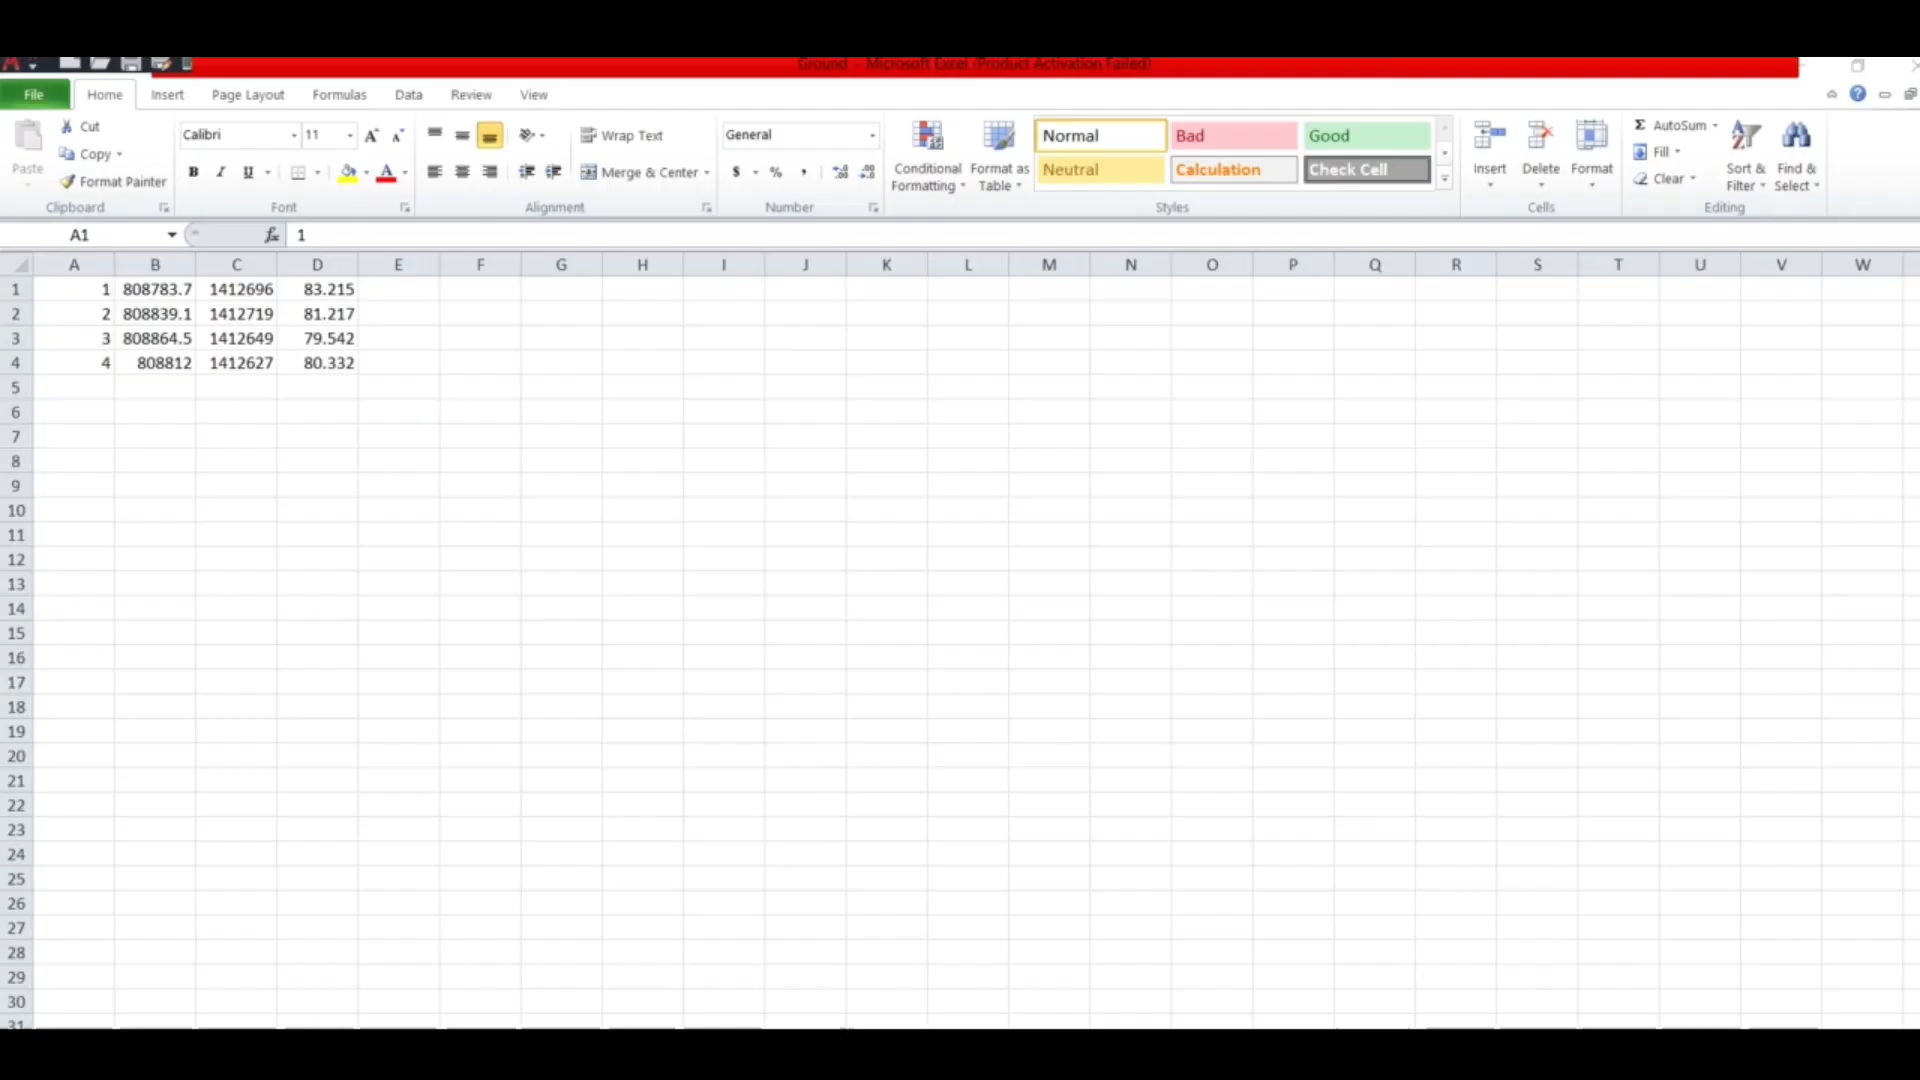 Ground - Microsoft Excel (Product Activation Failed)
File Home Insert Page Layout Formulas Data Review View
Paste
Cut
Copy
Format Painter
Clipboard
Calibri 11
B I U
Font
Wrap Text
Merge & Center
Alignment
General
$ % ,
Number
Conditional Formatting
Format as Table
Normal Bad Good
Neutral Calculation Check Cell
Styles
Insert Delete Format
Cells
Σ AutoSum
Fill
Clear
Sort & Filter
Find & Select
Editing
A1 fx 1
A B C D E F G H I J K L M N O P Q R S T U V W
1 1 808783.7 1412696 83.215
2 2 808839.1 1412719 81.217
3 3 808864.5 1412649 79.542
4 4 808812 1412627 80.332
5
6
7
8
9
10
11
12
13
14
15
16
17
18
19
20
21
22
23
24
25
26
27
28
29
30
31